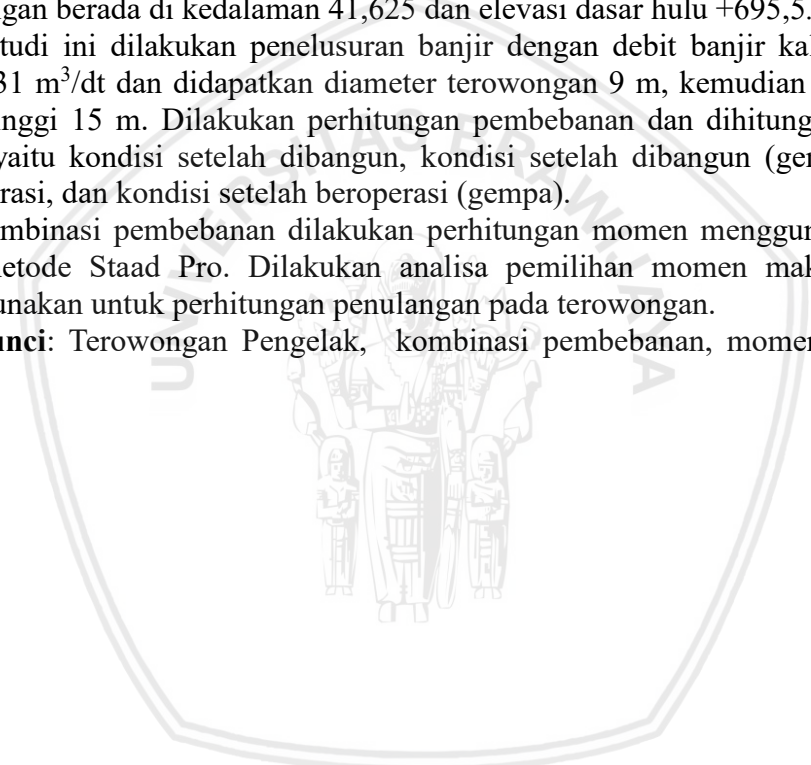 gan berada di kedalaman 41,625 dan elevasi dasar hulu +695,5.
tudi ini dilakukan penelusuran banjir dengan debit banjir kal
31 m³/dt dan didapatkan diameter terowongan 9 m, kemudian
nggi 15 m. Dilakukan perhitungan pembebanan dan dihitung
yaitu kondisi setelah dibangun, kondisi setelah dibangun (gem
rasi, dan kondisi setelah beroperasi (gempa).
mbinasi pembebanan dilakukan perhitungan momen menggun
etode Staad Pro. Dilakukan analisa pemilihan momen mak
unakan untuk perhitungan penulangan pada terowongan.
unci: Terowongan Pengelak, kombinasi pembebanan, momen
UNIVERSITAS BRAWIJAYA